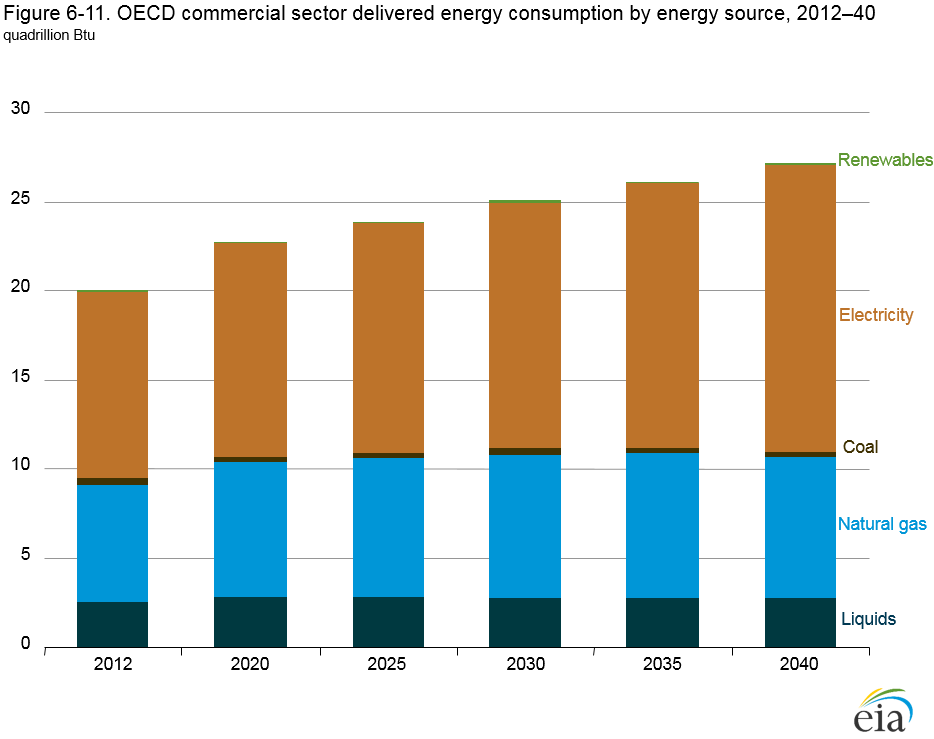 Figure 6-11. OECD commercial sector delivered energy consumption by energy source, 2012–40
quadrillion Btu
30
Renewables
25
20
Electricity
15
Coal
10
Natural gas
5
Liquids
0
2012 2020 2025 2030 2035 2040
eia